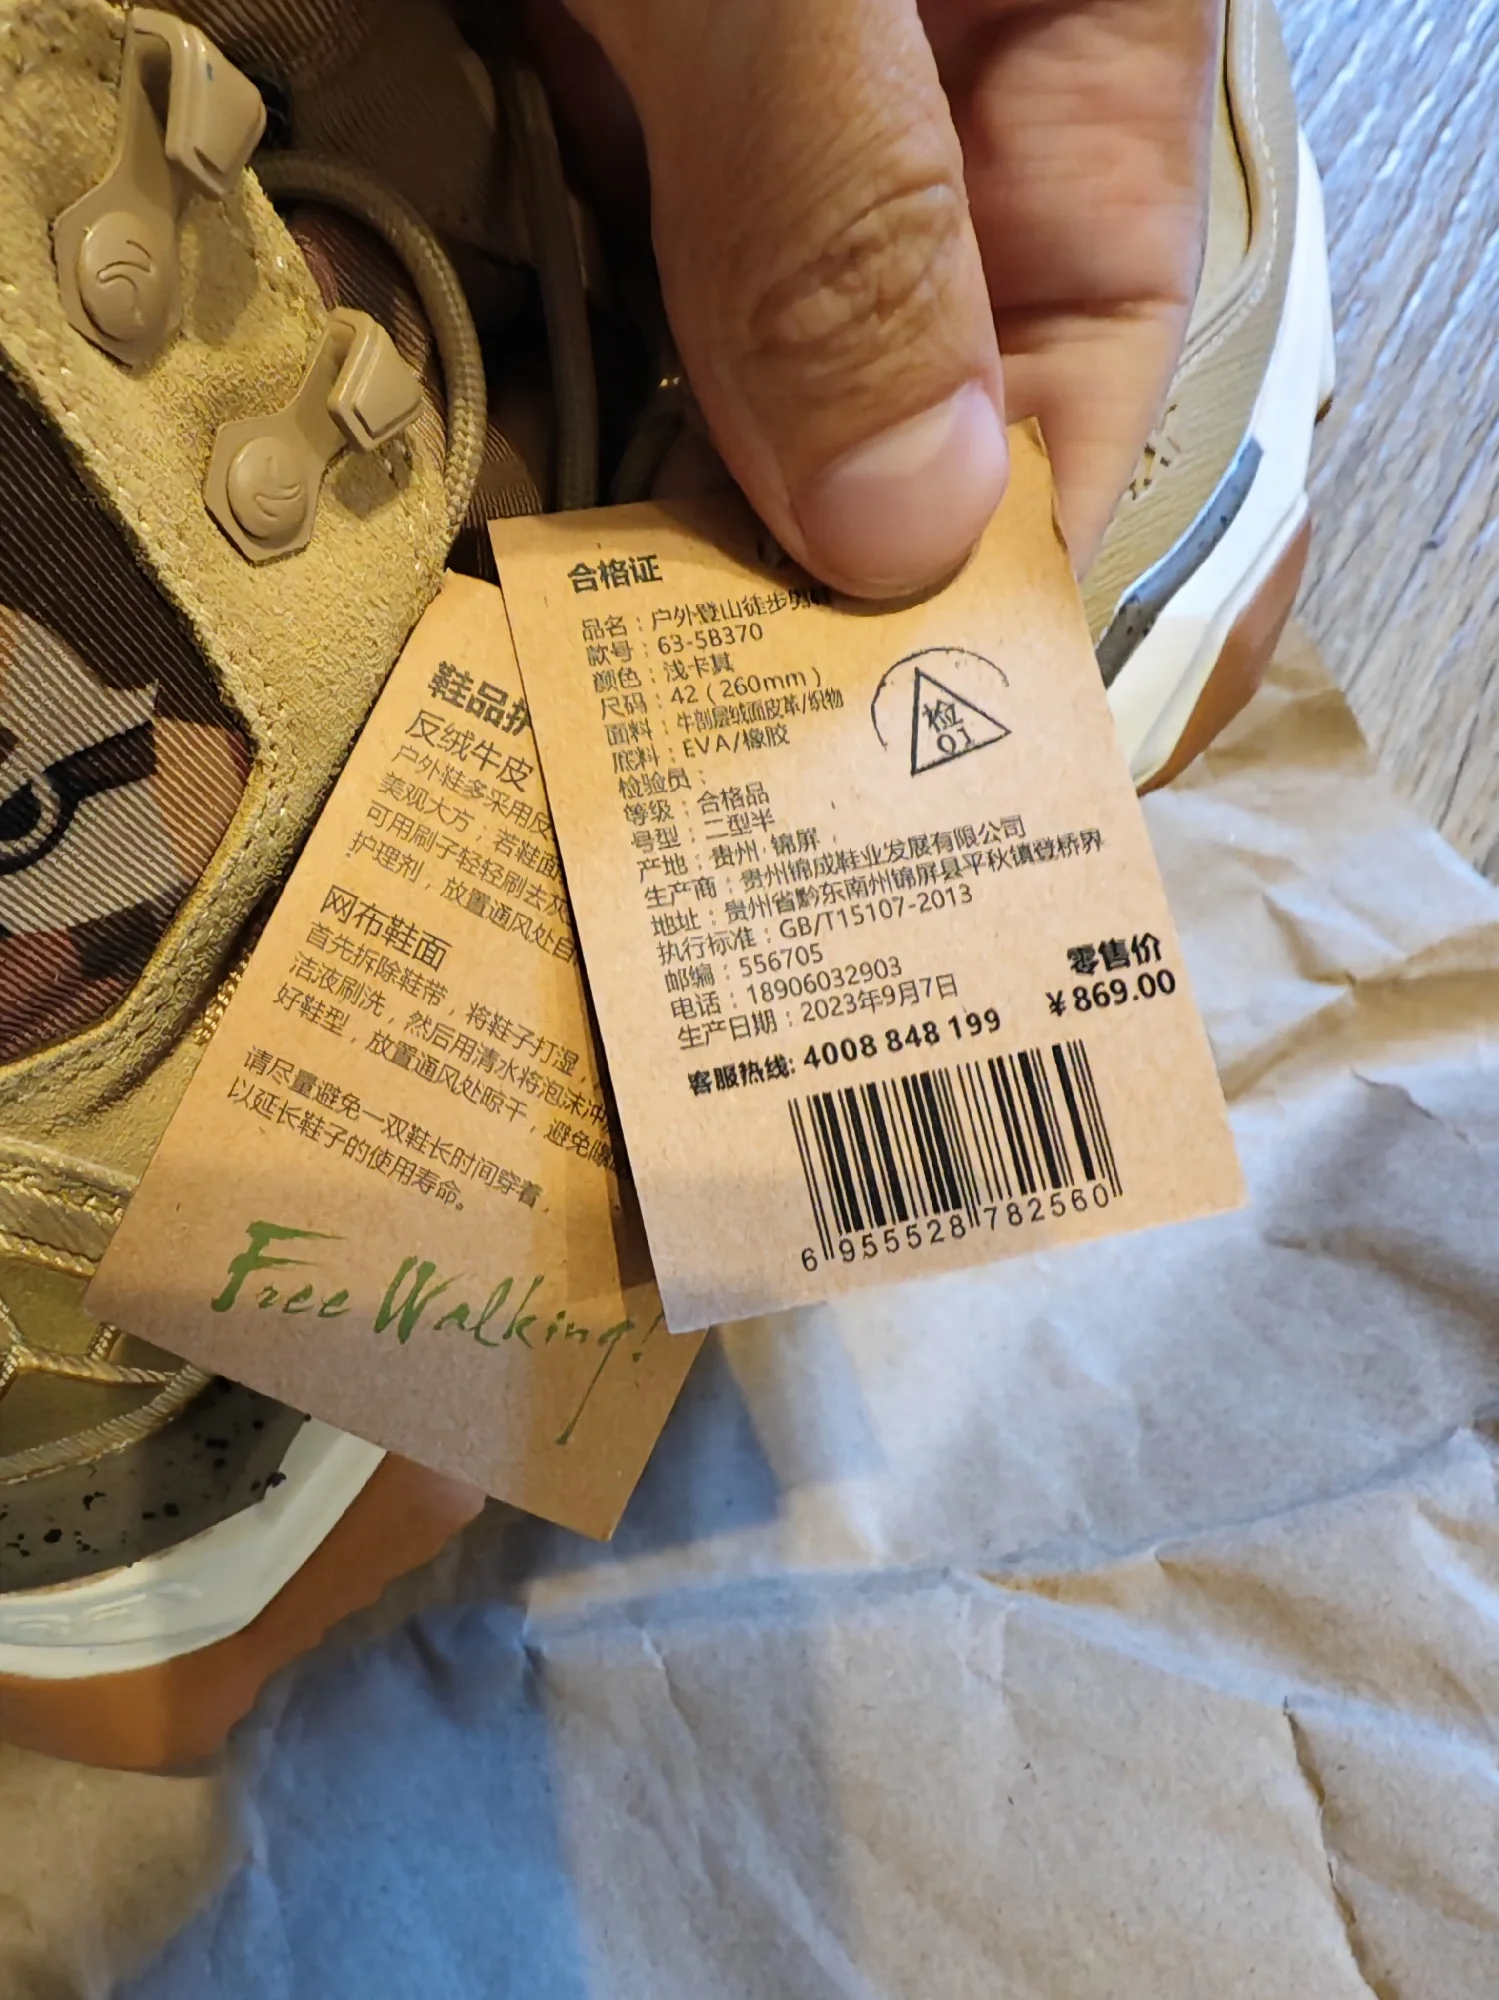 合格证
品名：户外登山徒步
款号：63-5B370
颜色：浅卡其
尺码：42（260mm）
面料：牛剖层绒面皮革/织物
底料：EVA/橡胶
检验员：
等级：合格品
号型：二型半
产地：贵州 锦屏
生产商：贵州锦成鞋业发展有限公司
地址：贵州省黔东南州锦屏县平秋镇登桥界
执行标准：GB/T15107-2013
邮编：556705
电话：18906032903
生产日期：2023年9月7日
客服热线: 4008 848 199
零售价
￥869.00
检
01
6 955528 782560
鞋品护
反绒牛皮
户外鞋多采用反
美观大方；若鞋面
可用刷子轻轻刷去灰
护理剂，放置通风处自
网布鞋面
首先拆除鞋带，将鞋子打湿，
洁液刷洗，然后用清水将泡沫冲
好鞋型，放置通风处晾干，避免
请尽量避免一双鞋长时间穿着，
以延长鞋子的使用寿命。
Free Walking!